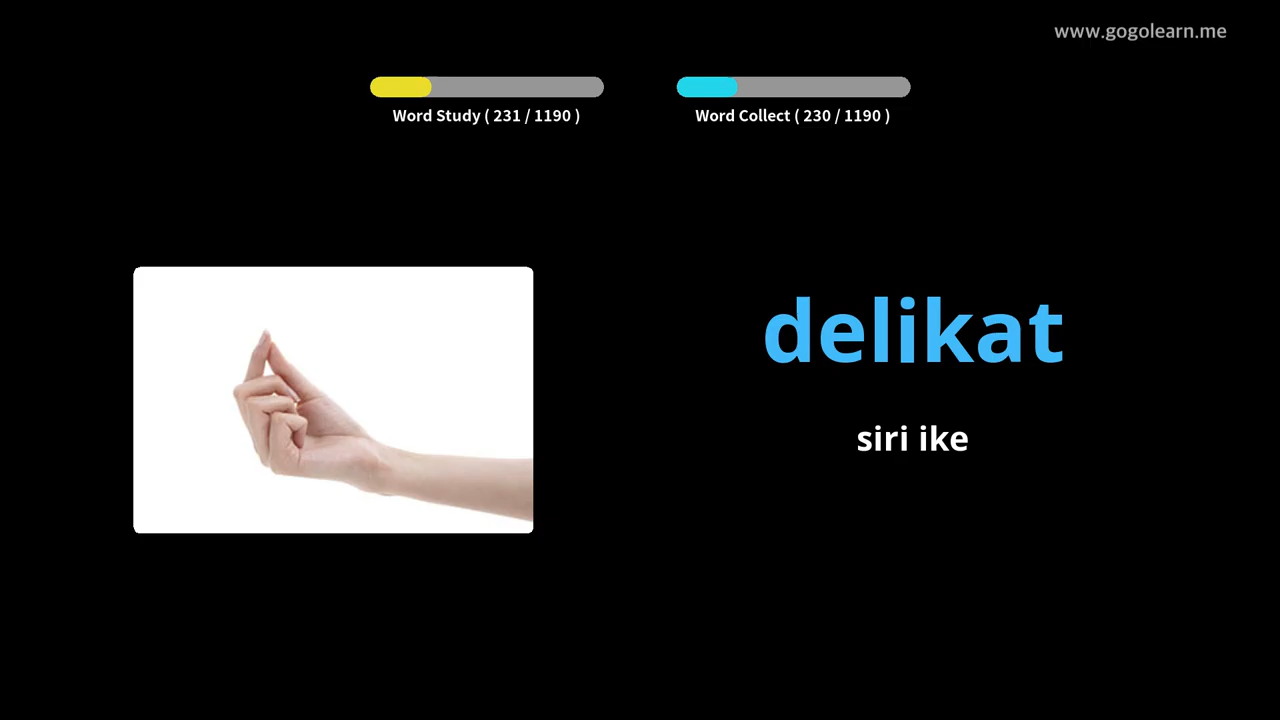 www.gogolearn.me
Word Study ( 231 / 1190 )
Word Collect ( 230 / 1190 )
delikat
siri ike